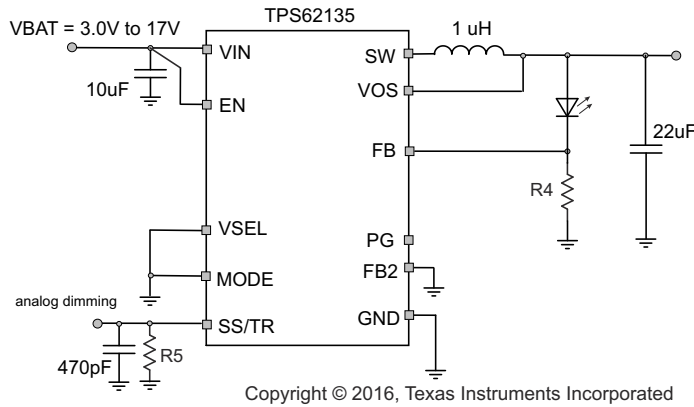 TPS62135
VBAT = 3.0V to 17V
VIN
SW
1 uH
10uF
EN
VOS
FB
22uF
R4
VSEL
PG
MODE
FB2
analog dimming
SS/TR
GND
470pF
R5
Copyright © 2016, Texas Instruments Incorporated